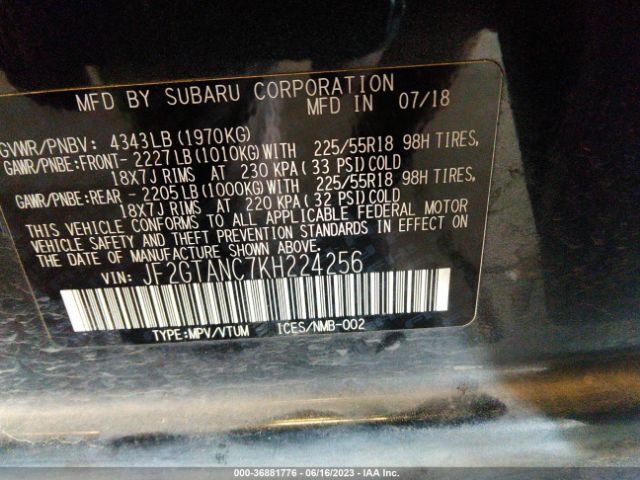 MFD BY SUBARU CORPORATION
MFD IN 07/18
GVWR/PNBV: 4343LB(1970KG)
GAWR/PNBE:FRONT-2227LB(1010KG)WITH 225/55R18 98H TIRES,
18X7J RIMS AT 230 KPA(33 PSI)COLD
GAWR/PNBE:REAR -2205LB(1000KG)WITH 225/55R18 98H TIRES,
18X7J RIMS AT 220 KPA(32 PSI)COLD
THIS VEHICLE CONFORMS TO ALL APPLICABLE FEDERAL MOTOR
VEHICLE SAFETY AND THEFT PREVENTION STANDARDS IN EFFECT ON
THE DATE OF MANUFACTURE SHOWN ABOVE.
VIN: JF2GTANC7KH224256
TYPE:MPV/VTUM ICES/NMB-002
000-36881776 - 06/16/2023 - IAA Inc.